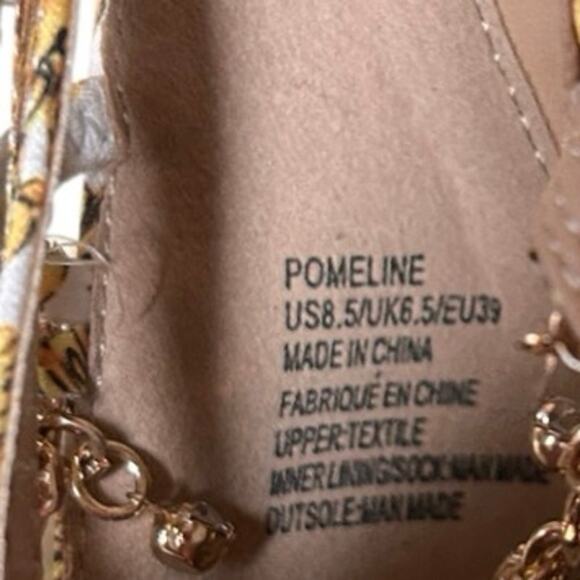 POMELINE
US8.5/UK6.5/EU39
MADE IN CHINA
FABRIQUE EN CHINE
UPPER:TEXTILE
INNER LINING/SOCK:MAN MADE
OUTSOLE:MAN MADE